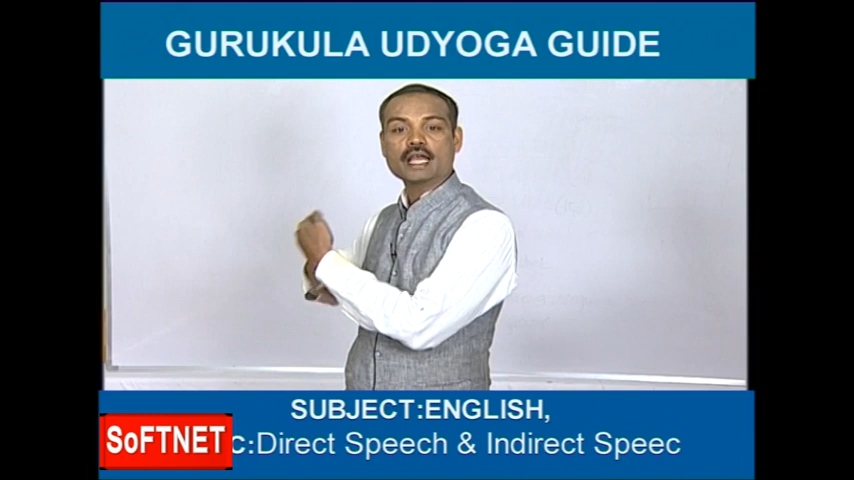 GURUKULA UDYOGA GUIDE
SUBJECT:ENGLISH,
SoFTNET
C:Direct Speech & Indirect Speec